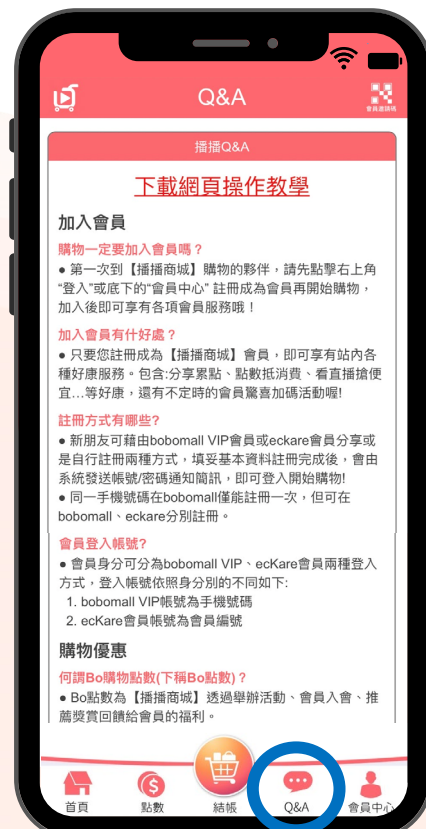 Q&A
會員邀請碼
播播Q&A
下載網頁操作教學
加入會員
購物一定要加入會員嗎？
● 第一次到【播播商城】購物的夥伴，請先點擊右上角
“登入”或底下的“會員中心” 註冊成為會員再開始購物，
加入後即可享有各項會員服務哦！
加入會員有什好處？
● 只要您註冊成為【播播商城】會員，即可享有站內各
種好康服務。包含:分享累點、點數抵消費、看直播搶便
宜…等好康，還有不定時的會員驚喜加碼活動喔!
註冊方式有哪些?
● 新朋友可藉由bobomall VIP會員或eckare會員分享或
是自行註冊兩種方式，填妥基本資料註冊完成後，會由
系統發送帳號/密碼通知簡訊，即可登入開始購物!
● 同一手機號碼在bobomall僅能註冊一次，但可在
bobomall、eckare分別註冊。
會員登入帳號?
● 會員身分可分為bobomall VIP、ecKare會員兩種登入
方式，登入帳號依照身分別的不同如下:
1. bobomall VIP帳號為手機號碼
2. ecKare會員帳號為會員編號
購物優惠
何謂Bo購物點數(下稱Bo點數)？
● Bo點數為【播播商城】透過舉辦活動、會員入會、推
薦獎賞回饋給會員的福利。
首頁
點數
結帳
Q&A
會員中心